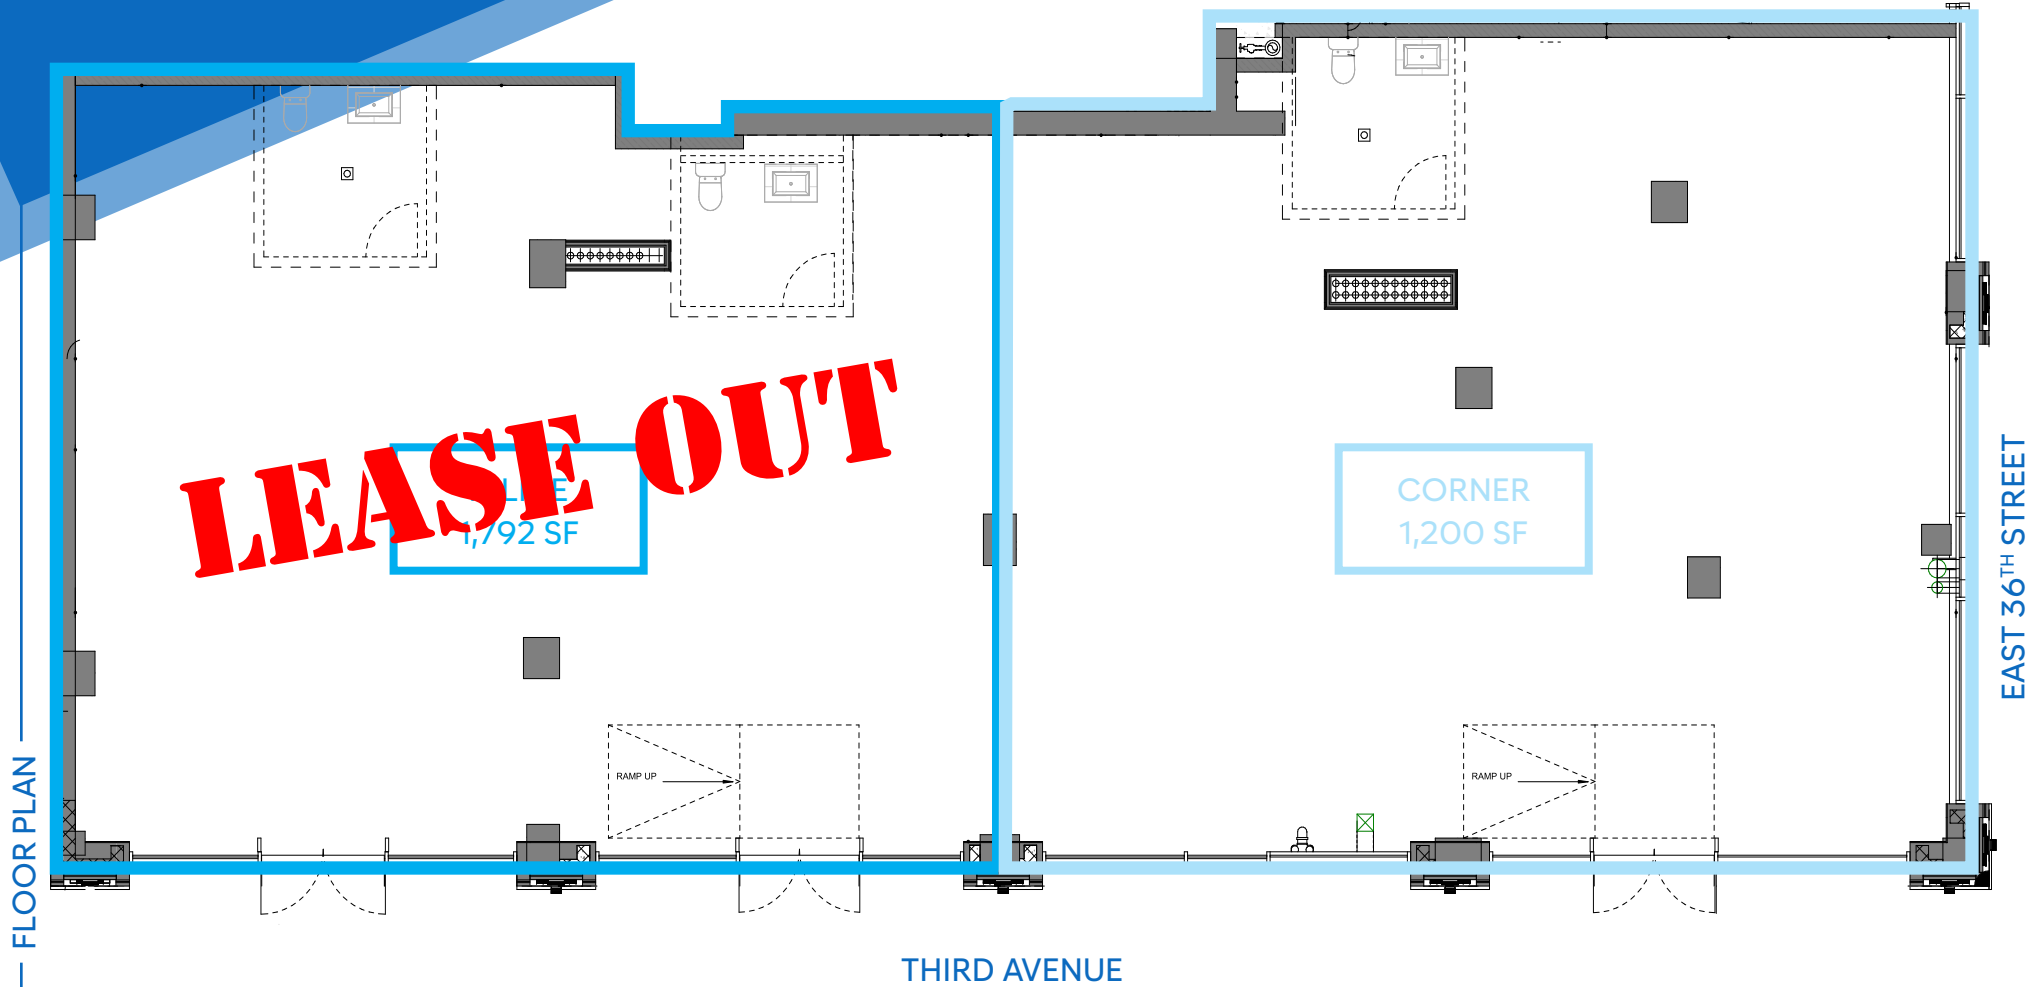 LEASE OUT
1,792 SF
CORNER
1,200 SF
EAST 36TH STREET
RAMP UP
RAMP UP
FLOOR PLAN
THIRD AVENUE